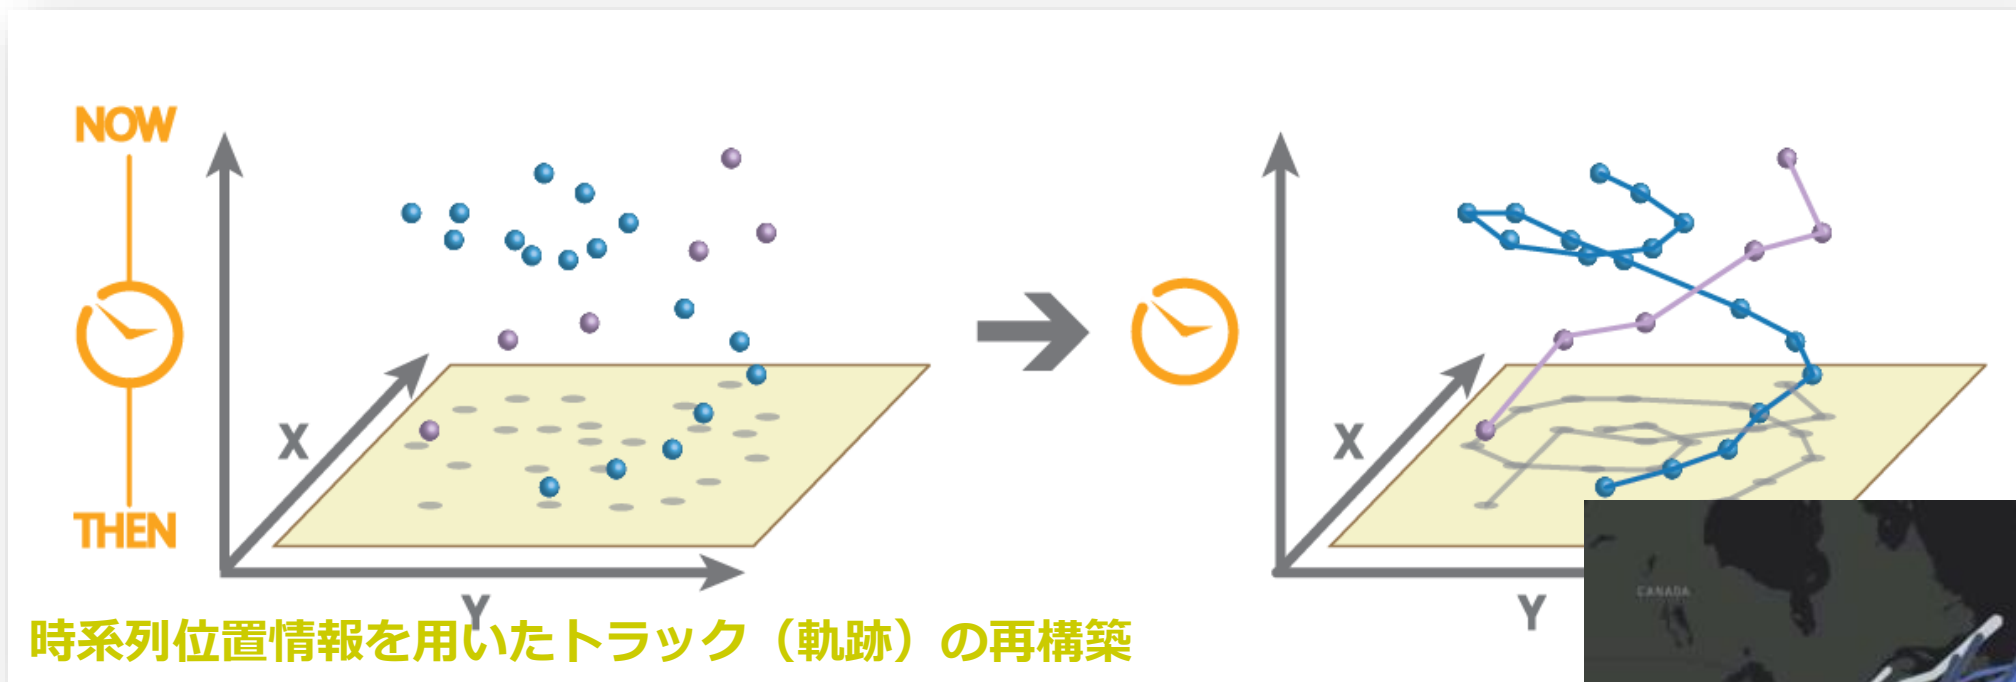 NOW
THEN
X
Y
X
Y
CANADA
時系列位置情報を用いたトラック（軌跡）の再構築